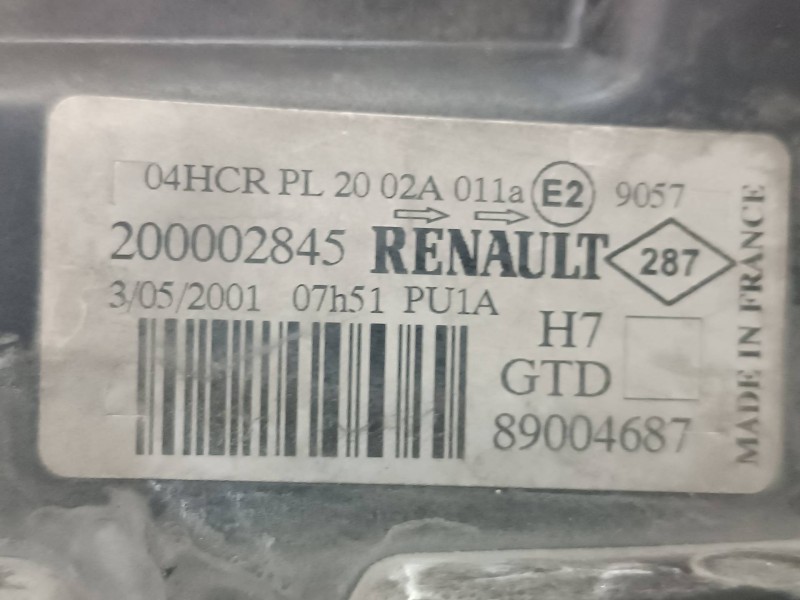 04HCR PL 20 02A 011a E2 9057
200002845 RENAULT 287
3/05/2001 07h51 PU1A
H7
GTD
89004687
MADE IN FRANCE